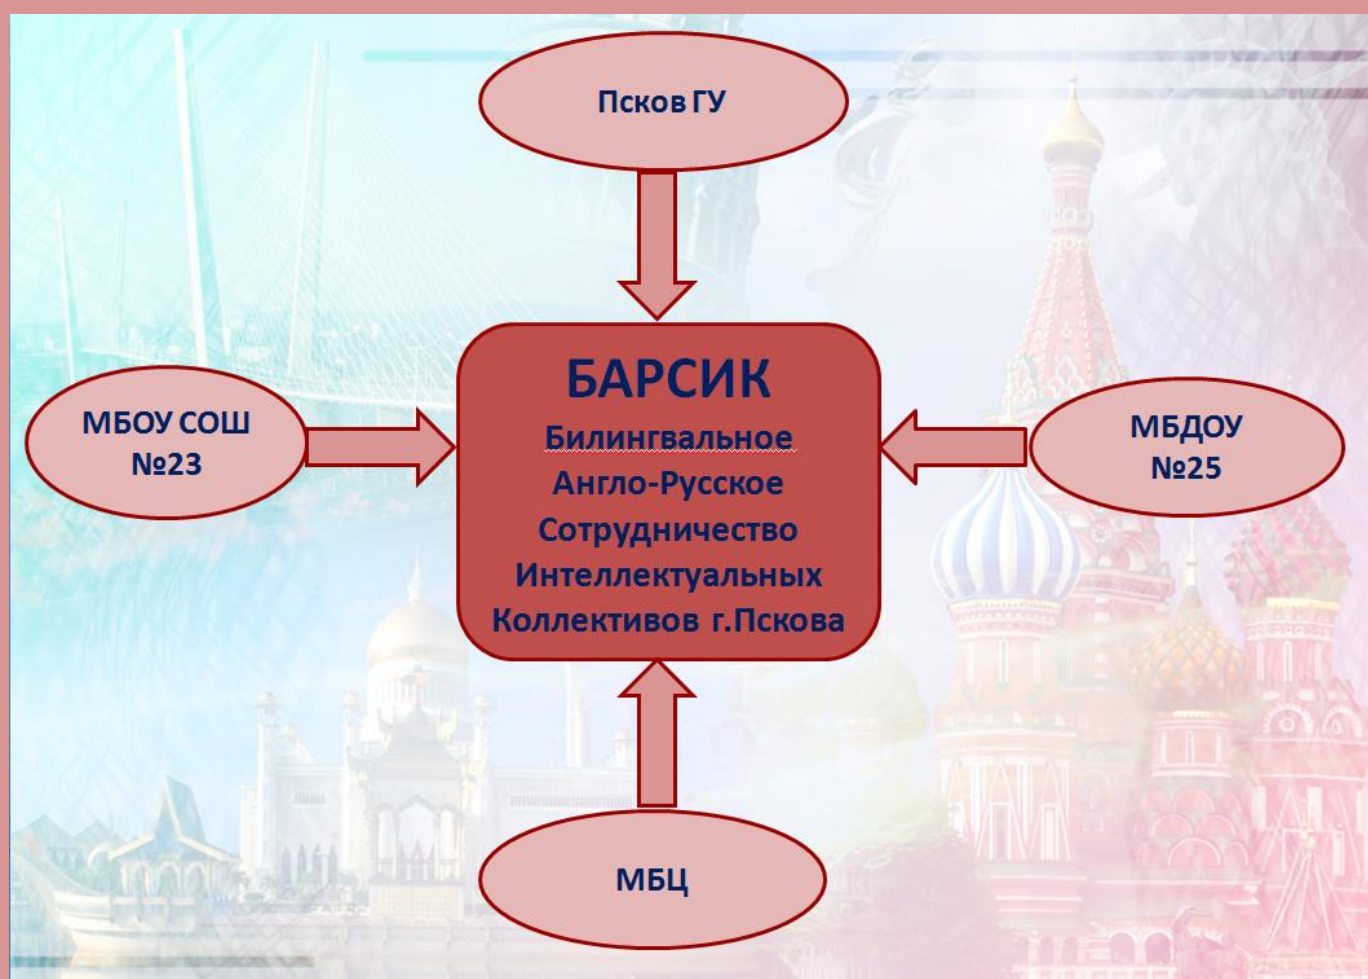 Псков ГУ
БАРСИК
Билингвальное
Англо-Русское
Сотрудничество
Интеллектуальных
Коллективов г.Пскова
МБОУ СОШ
№23
МБДОУ
№25
МБЦ